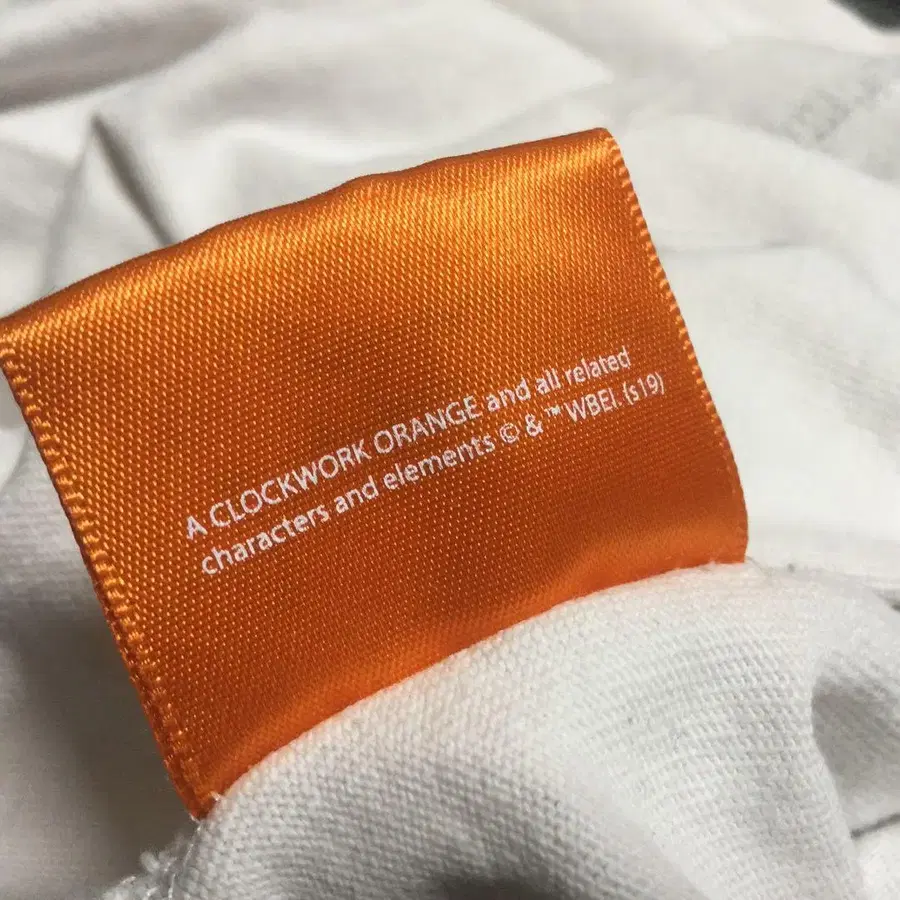 A CLOCKWORK ORANGE and all related
characters and elements © & ™ WBEI. (s19)